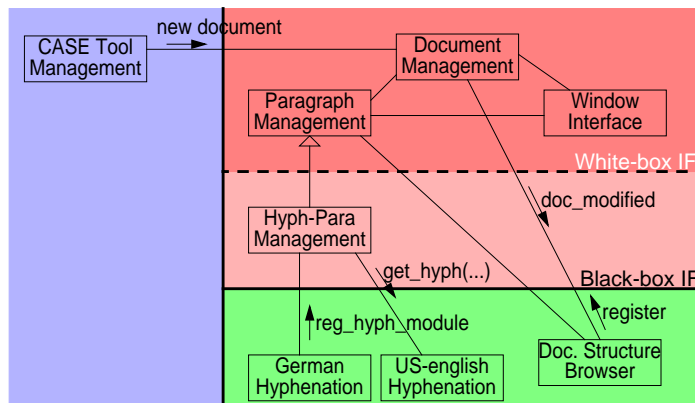 new document
CASE Tool
Management
Document
Management
Paragraph
Management
Window
Interface
White-box IF
doc_modified
Hyph-Para
Management
get_hyph(...)
Black-box IF
register
reg_hyph_module
German
Hyphenation
US-english
Hyphenation
Doc. Structure
Browser